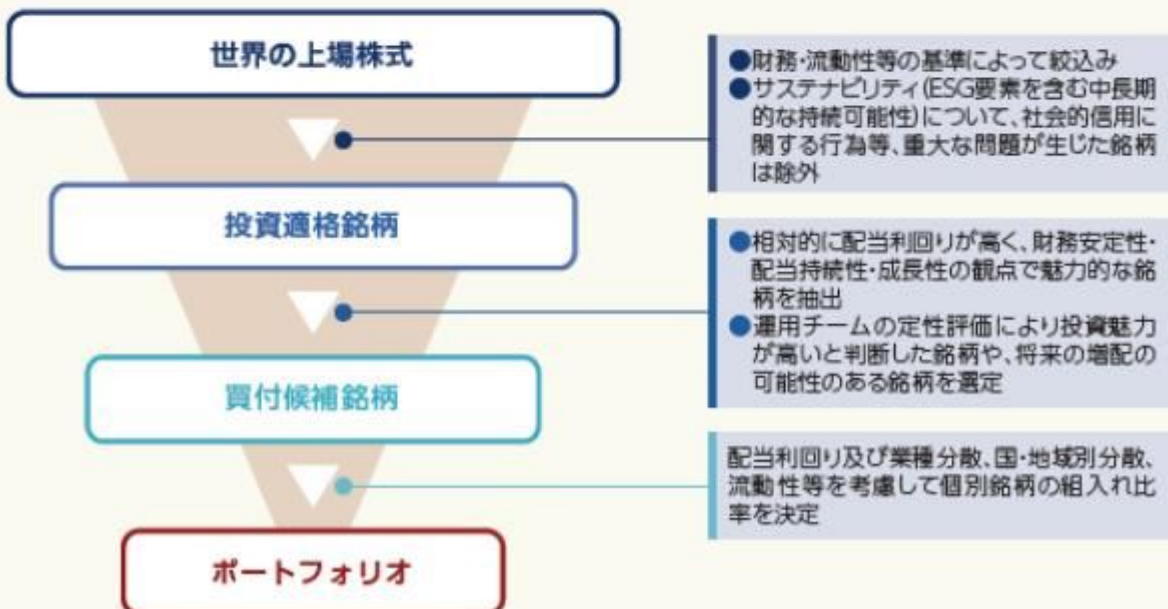 世界の上場株式
●財務・流動性等の基準によって絞込み
●サステナビリティ(ESG要素を含む中長期
的な持続可能性)について、社会的信用に
関する行為等、重大な問題が生じた銘柄
は除外
投資適格銘柄
●相対的に配当利回りが高く、財務安定性・
配当持続性・成長性の観点で魅力的な銘
柄を抽出
●運用チームの定性評価により投資魅力
が高いと判断した銘柄や、将来の増配の
可能性のある銘柄を選定
買付候補銘柄
配当利回り及び業種分散、国・地域別分散、
流動性等を考慮して個別銘柄の組入れ比
率を決定
ポートフォリオ